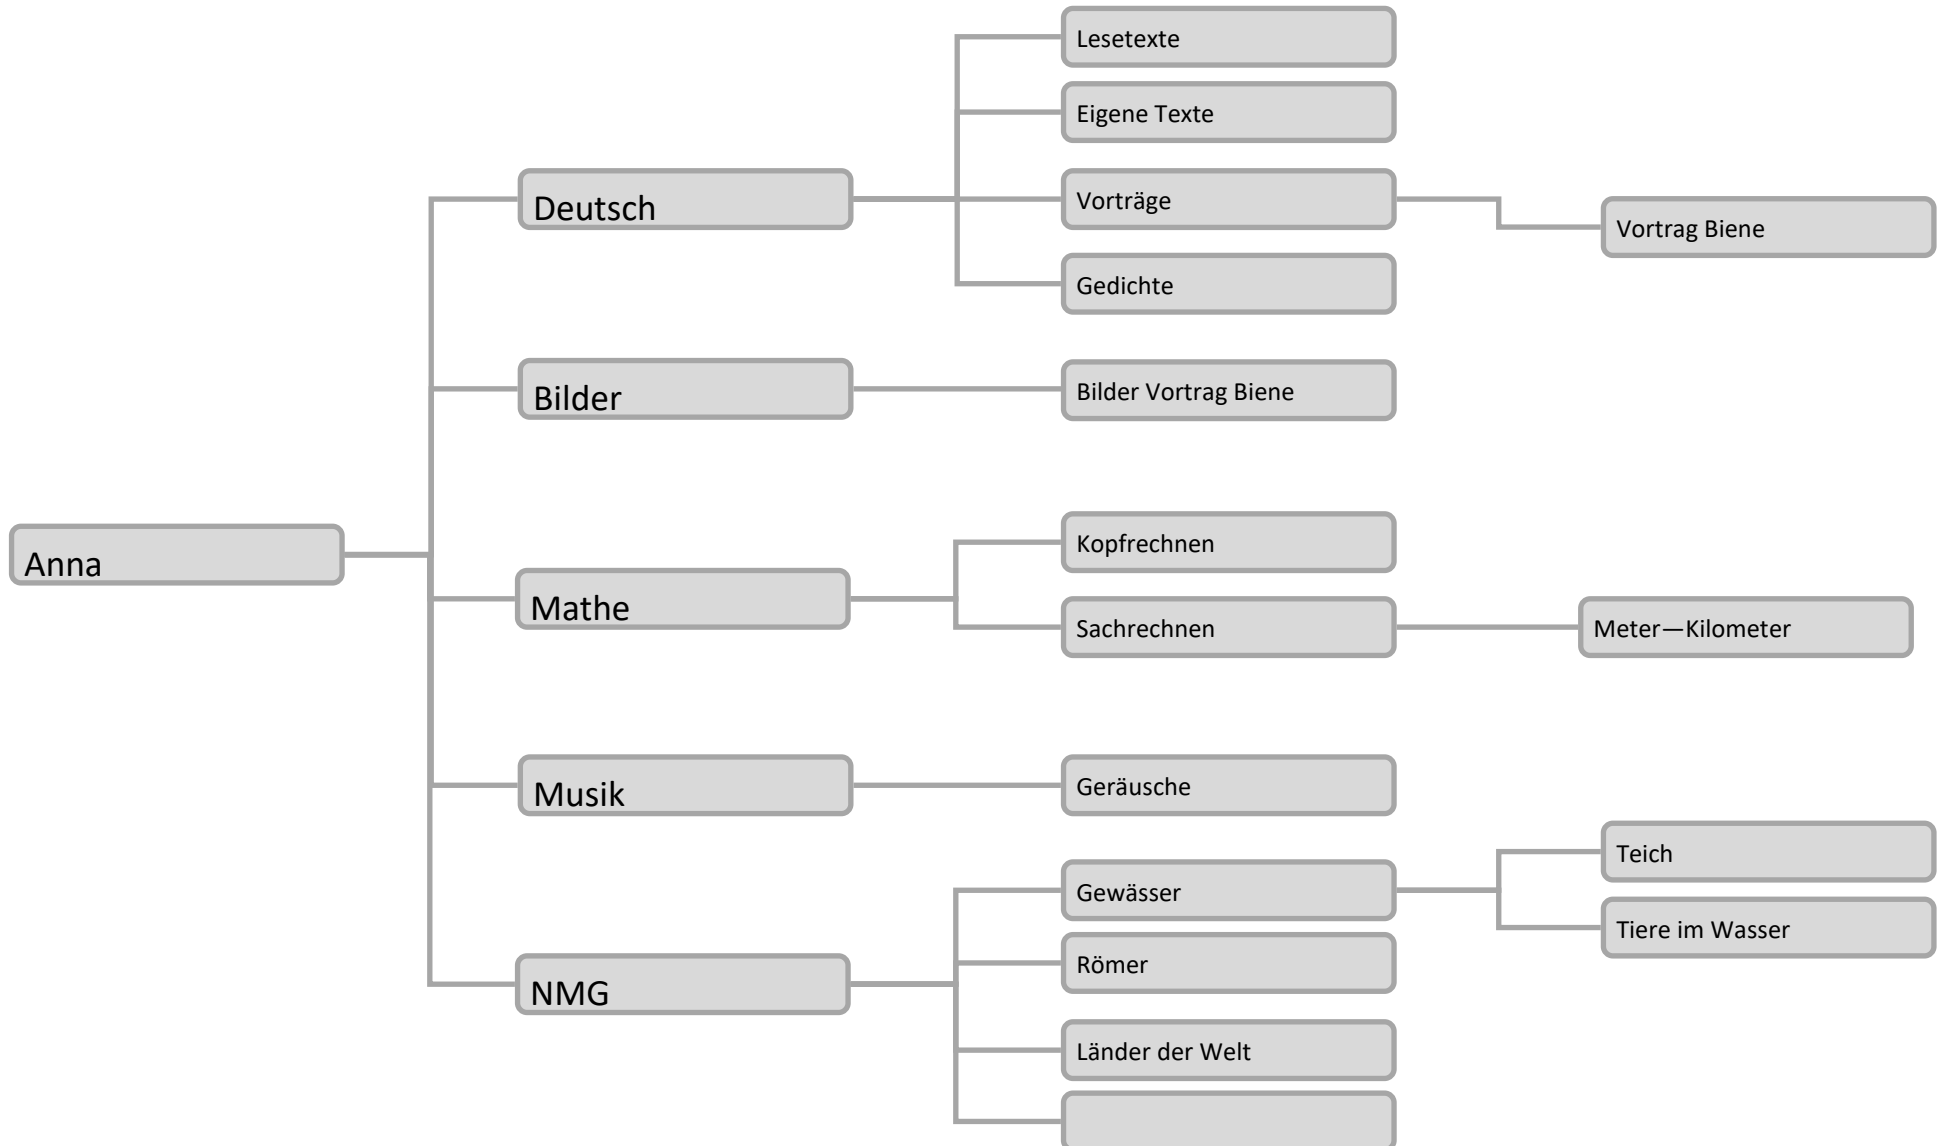 Anna
Deutsch
Lesetexte
Eigene Texte
Vorträge
Vortrag Biene
Gedichte
Bilder
Bilder Vortrag Biene
Mathe
Kopfrechnen
Sachrechnen
Meter—Kilometer
Musik
Geräusche
NMG
Gewässer
Teich
Tiere im Wasser
Römer
Länder der Welt